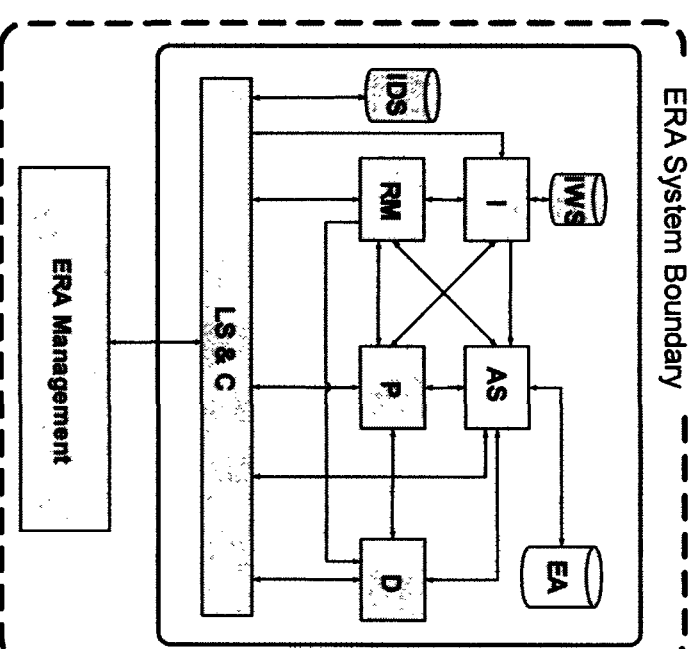 ERA System Boundary
IWS
EA
I
AS
IDS
RM
P
D
LS & C
ERA Management